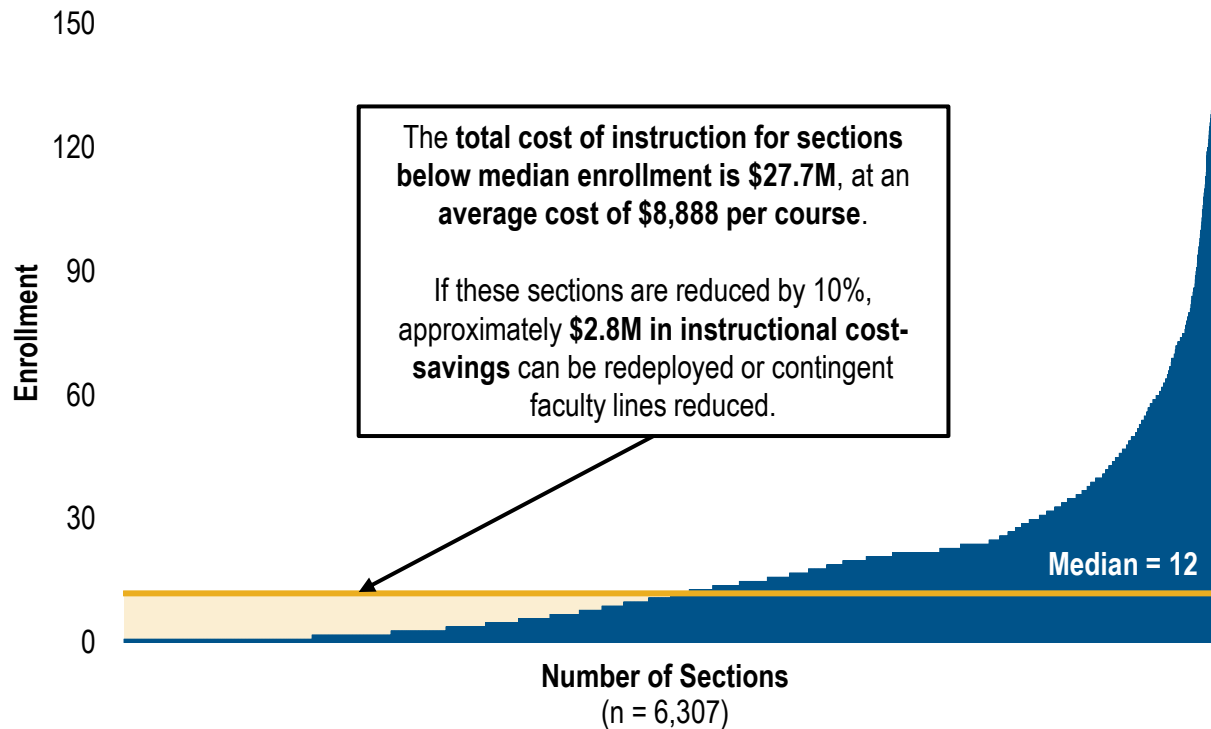 150
120
90
60
30
0
Enrollment
The total cost of instruction for sections
below median enrollment is $27.7M, at an
average cost of $8,888 per course.
If these sections are reduced by 10%,
approximately $2.8M in instructional cost-
savings can be redeployed or contingent
faculty lines reduced.
Median = 12
Number of Sections
(n = 6,307)